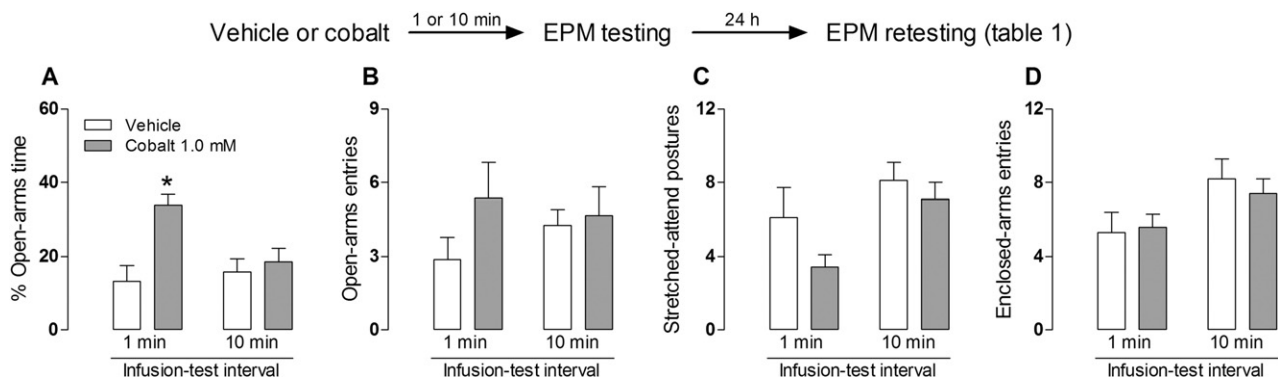 Vehicle or cobalt 1 or 10 min EPM testing 24 h EPM retesting (table 1)
A
% Open-arms time
60
40
20
0
Vehicle
Cobalt 1.0 mM
*
1 min 10 min
Infusion-test interval
B
Open-arms entries
9
6
3
0
1 min 10 min
Infusion-test interval
C
Stretched-attend postures
12
8
4
0
1 min 10 min
Infusion-test interval
D
Enclosed-arms entries
12
8
4
0
1 min 10 min
Infusion-test interval